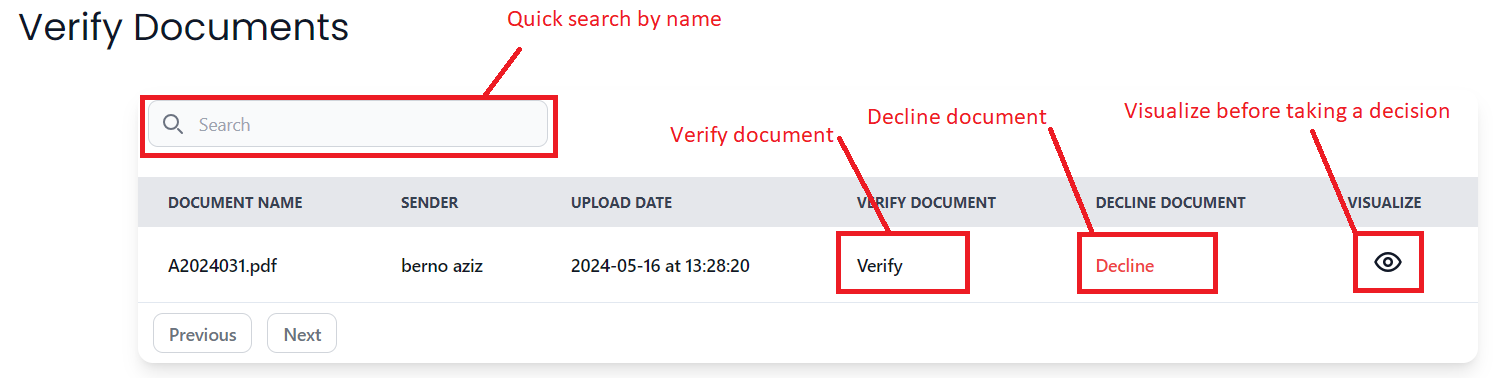 Verify Documents
Quick search by name
Search
Verify document
Decline document
Visualize before taking a decision
DOCUMENT NAME SENDER UPLOAD DATE VERIFY DOCUMENT DECLINE DOCUMENT VISUALIZE
A2024031.pdf berno aziz 2024-05-16 at 13:28:20 Verify Decline
Previous Next